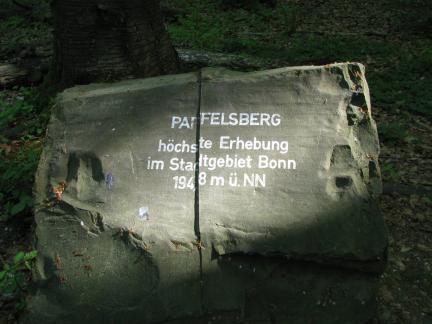 PAFFELSBERG
höchste Erhebung
im Stadtgebiet Bonn
194,8 m ü. NN